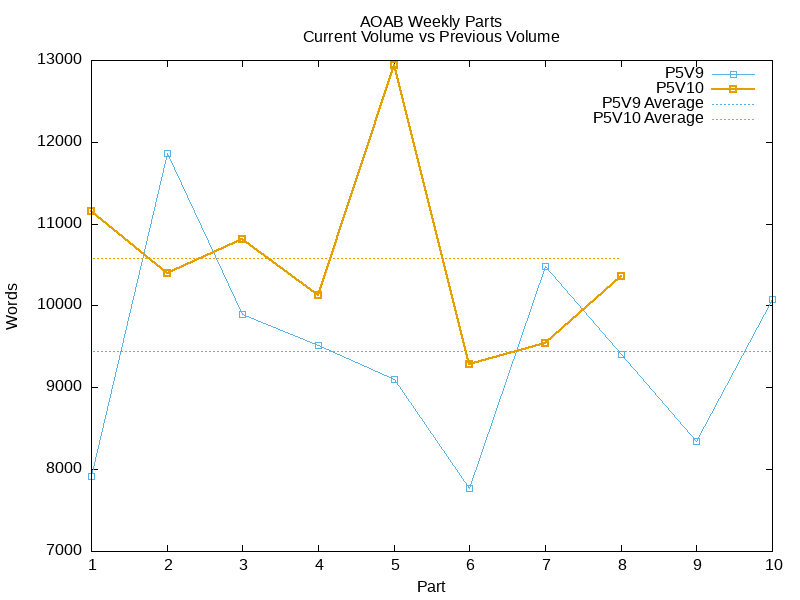 AOAB Weekly Parts
Current Volume vs Previous Volume
P5V9
P5V10
P5V9 Average
P5V10 Average
13000
12000
11000
10000
9000
8000
7000
Words
1 2 3 4 5 6 7 8 9 10
Part